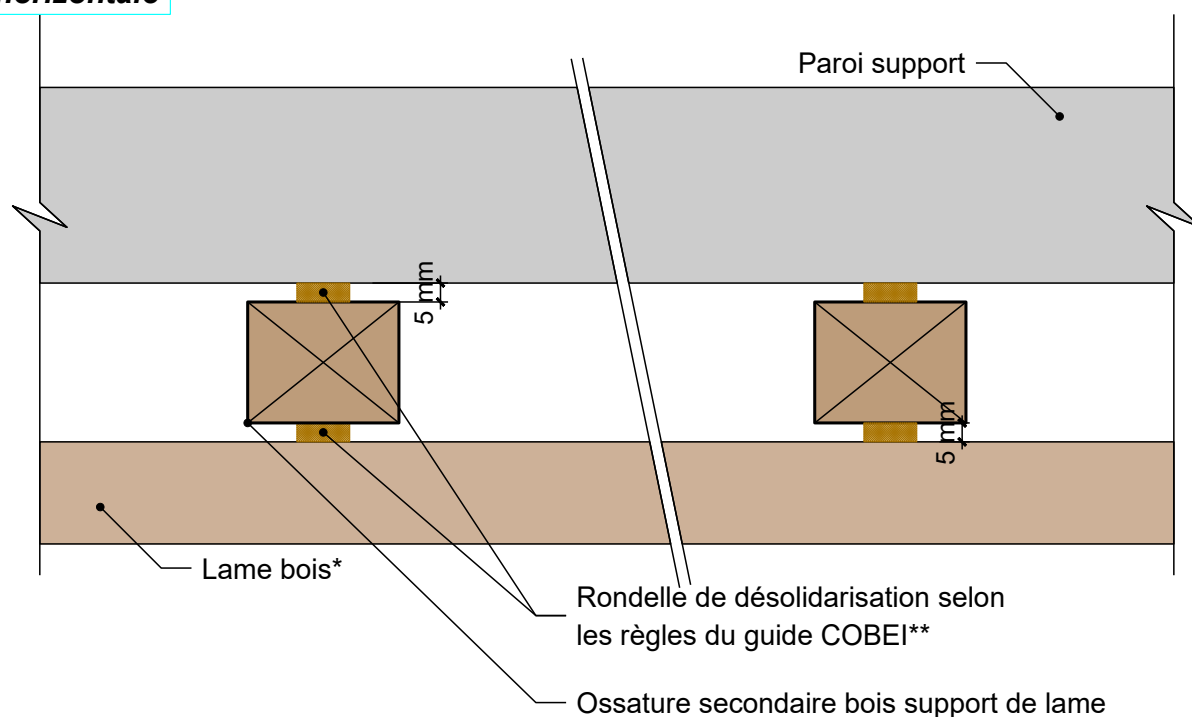 horizontale
Paroi support
5 mm
5 mm
Lame bois*
Rondelle de désolidarisation selon
les règles du guide COBEI**
Ossature secondaire bois support de lame